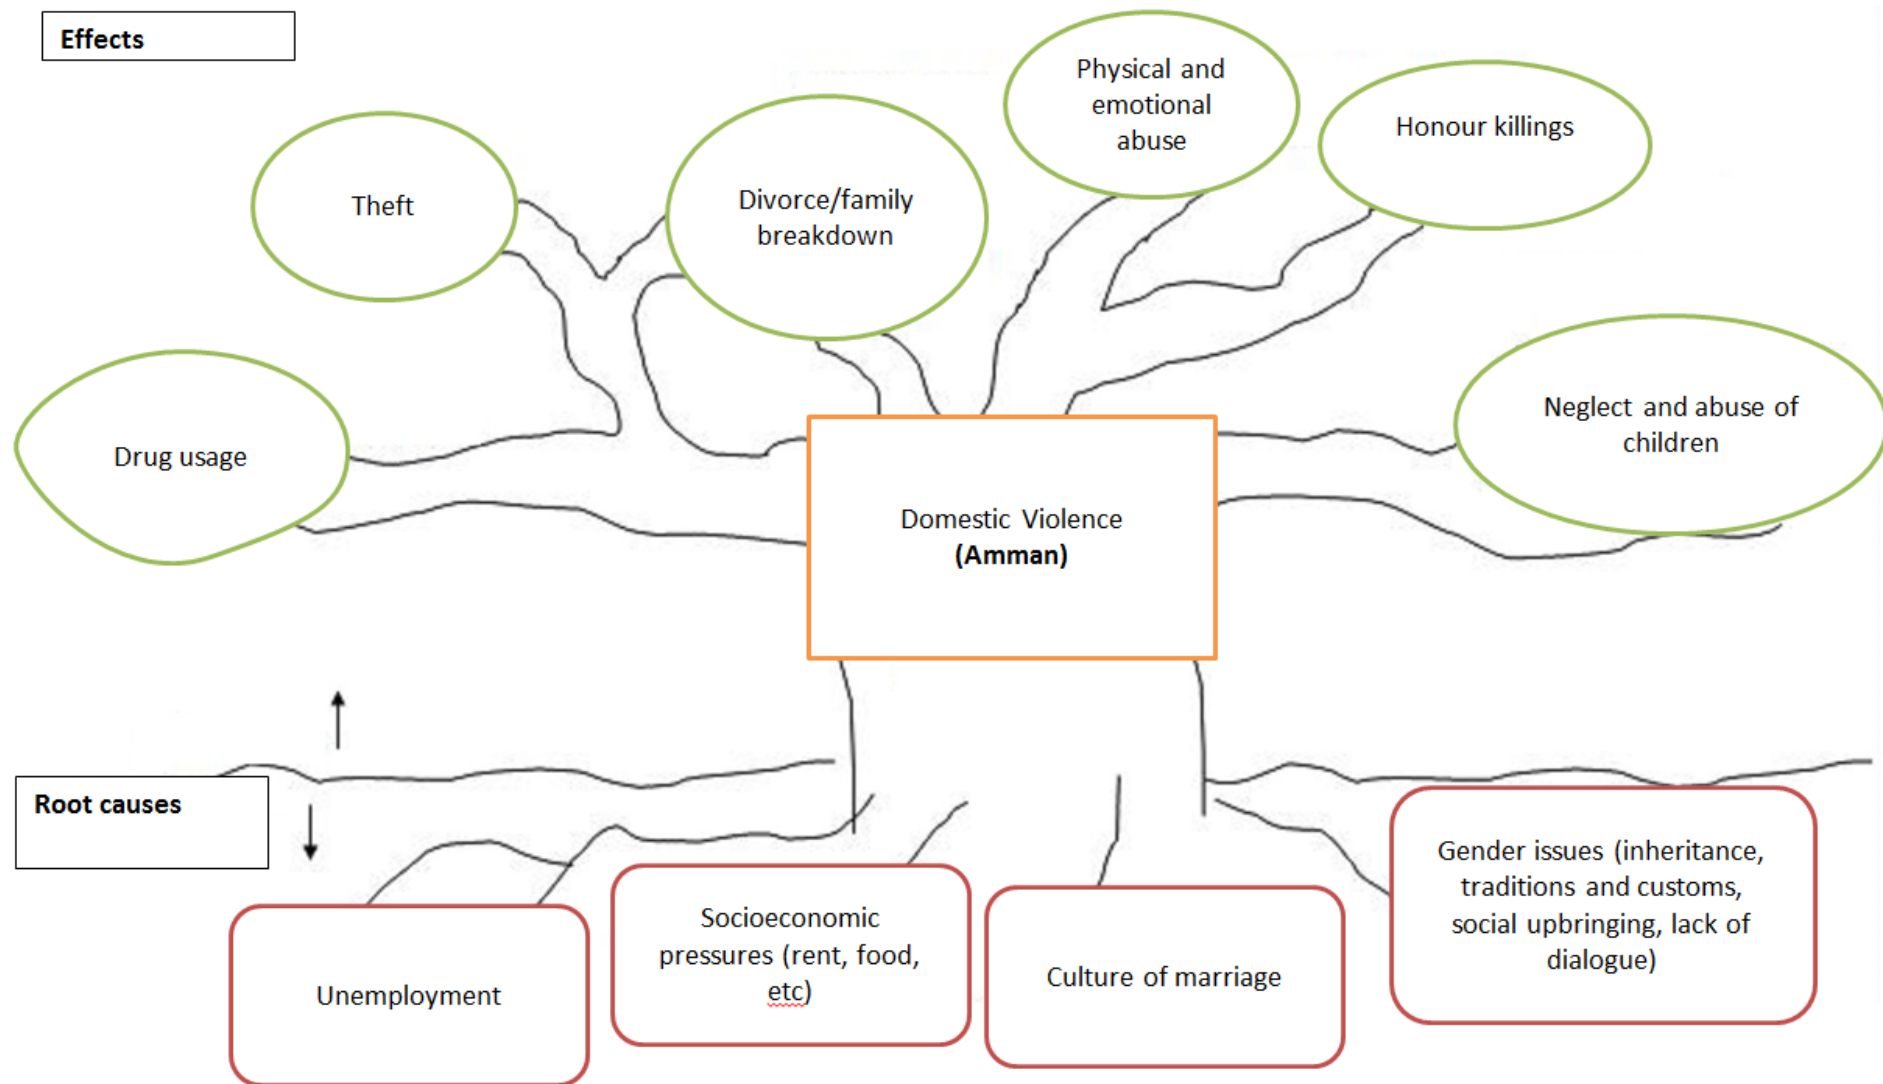 Effects
Physical and
emotional
abuse
Honour killings
Theft
Divorce/family
breakdown
Neglect and abuse of
children
Drug usage
Domestic Violence
(Amman)
Root causes
Gender issues (inheritance,
traditions and customs,
social upbringing, lack of
dialogue)
Socioeconomic
pressures (rent, food,
etc)
Culture of marriage
Unemployment